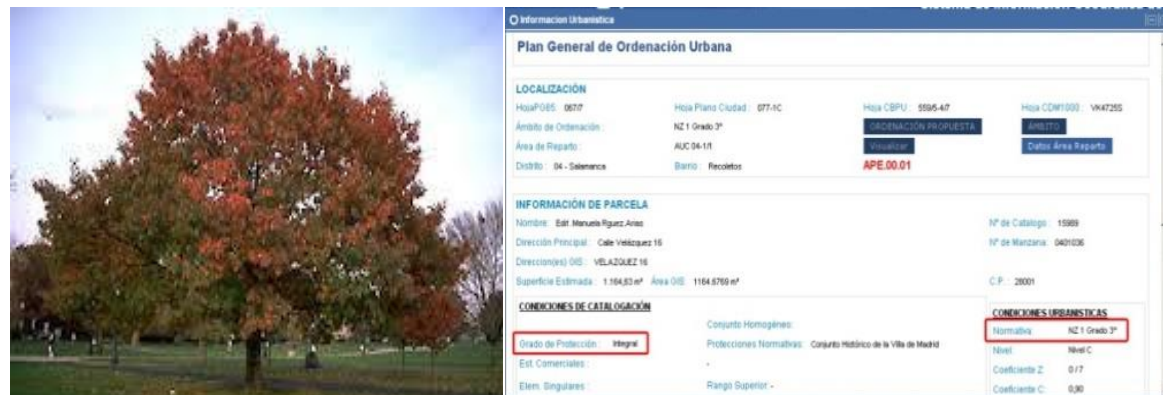 Informacion Urbanistica
Plan General de Ordenación Urbana
LOCALIZACIÓN
HojaPG85: 067/7 Hoja Plano Ciudad : 077-1C Hoja CBPU : 559/5-4/7 Hoja CDM1000 : VK4725S
Ámbito de Ordenación : NZ 1 Grado 3º ORDENACIÓN PROPUESTA ÁMBITO
Área de Reparto : AUC 04-1/1 Visualizar Datos Área Reparto
Distrito : 04 - Salamanca Barrio : Recoletos APE.00.01
INFORMACIÓN DE PARCELA
Nombre: Edif. Manuela Rguez.Arias Nº de Catalogo : 15989
Dirección Principal : Calle Velázquez 16 Nº de Manzana: 0401036
Direccion(es) GIS : VELAZQUEZ 16
Superficie Estimada : 1.164,63 m² Área GIS: 1164.6769 m² C.P. : 28001
CONDICIONES DE CATALOGACIÓN CONDICIONES URBANISTICAS
Conjunto Homogéneo: Normativa: NZ 1 Grado 3º
Grado de Protección : Integral Protecciones Normativas: Conjunto Histórico de la Villa de Madrid Nivel: Nivel C
Est. Comerciales : - Coeficiente Z: 0 / 7
Elem. Singulares : Rango Superior - Coeficiente C: 0,90